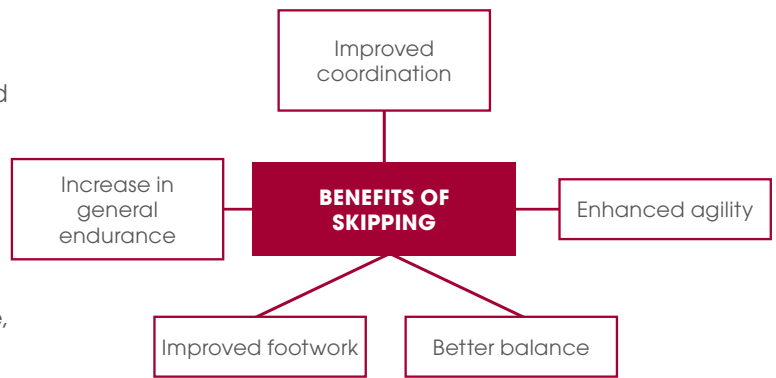 Improved
coordination
d
Increase in
general
endurance
BENEFITS OF
SKIPPING
Enhanced agility
e,
Improved footwork
Better balance